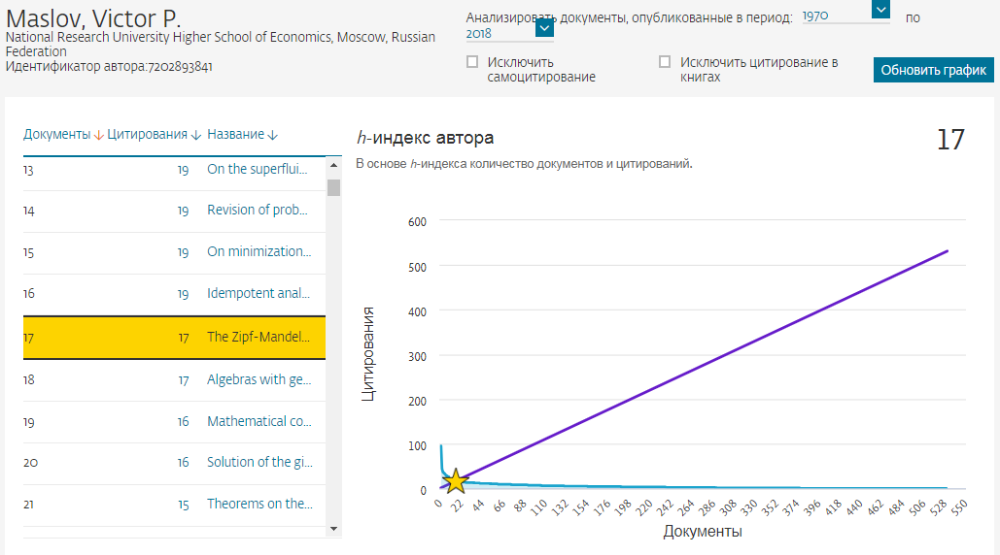 Maslov, Victor P.
National Research University Higher School of Economics, Moscow, Russian
Federation
Идентификатор автора:7202893841
Анализировать документы, опубликованные в период: 1970 по
2018
Исключить самоцитирование
Исключить цитирование в книгах
Обновить график
Документы Цитирования Название
13 19 On the superflui...
14 19 Revision of prob...
15 19 On minimization...
16 19 Idempotent anal...
17 17 The Zipf-Mandel...
18 17 Algebras with ge...
19 16 Mathematical co...
20 16 Solution of the gi...
21 15 Theorems on the...
h-индекс автора
17
В основе h-индекса количество документов и цитирований.
Цитирования
600
500
400
300
200
100
0
0 22 44 66 88 110 132 154 176 198 220 242 264 286 308 330 352 374 396 418 440 462 484 506 528 550
Документы